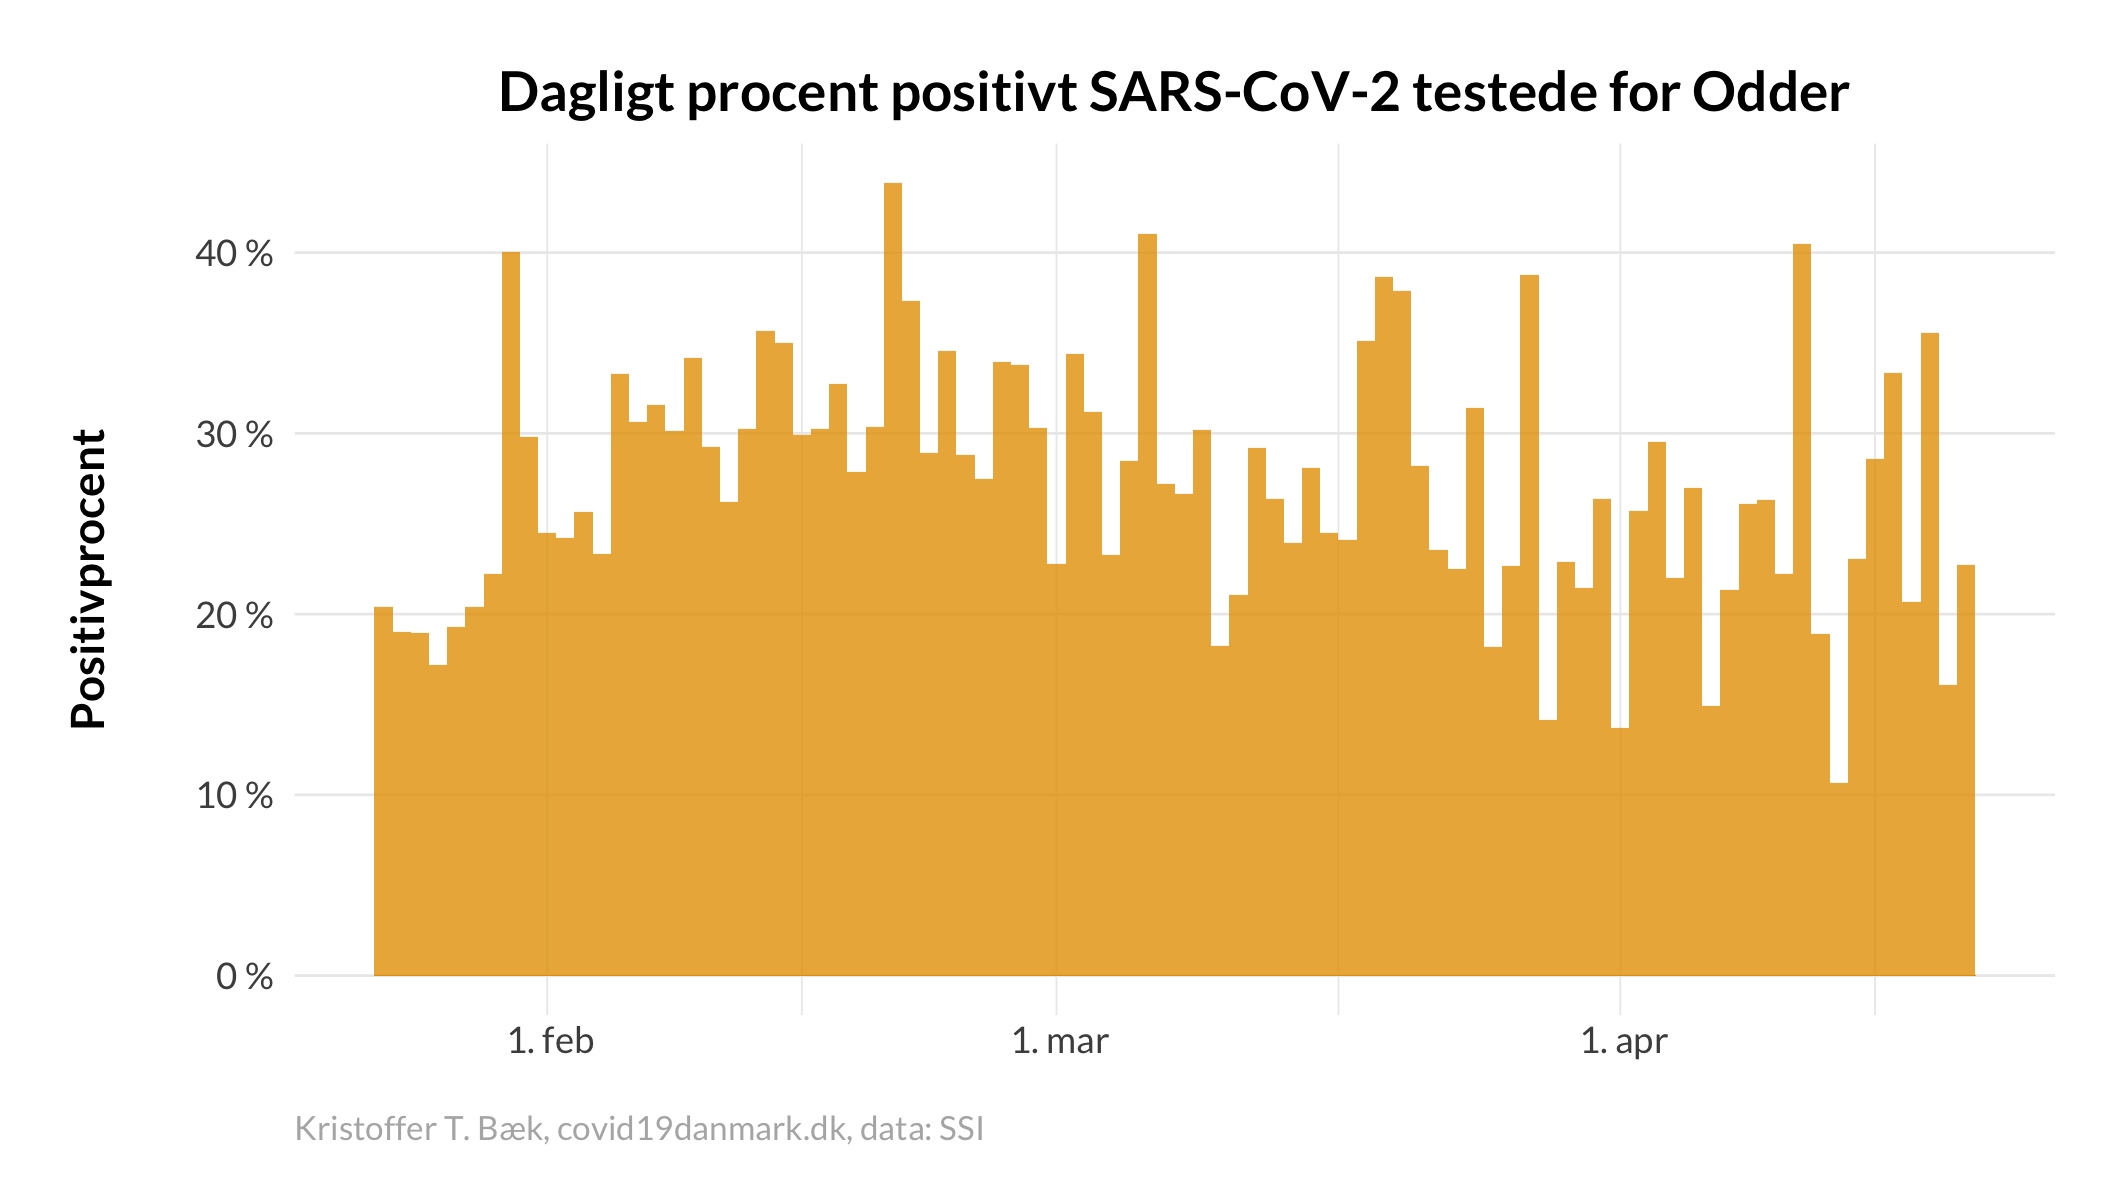 Dagligt procent positivt SARS-CoV-2 testede for Odder
Positivprocent
40 %
30 %
20 %
10 %
0 %
1. feb
1. mar
1. apr
Kristoffer T. Bæk, covid19danmark.dk, data: SSI